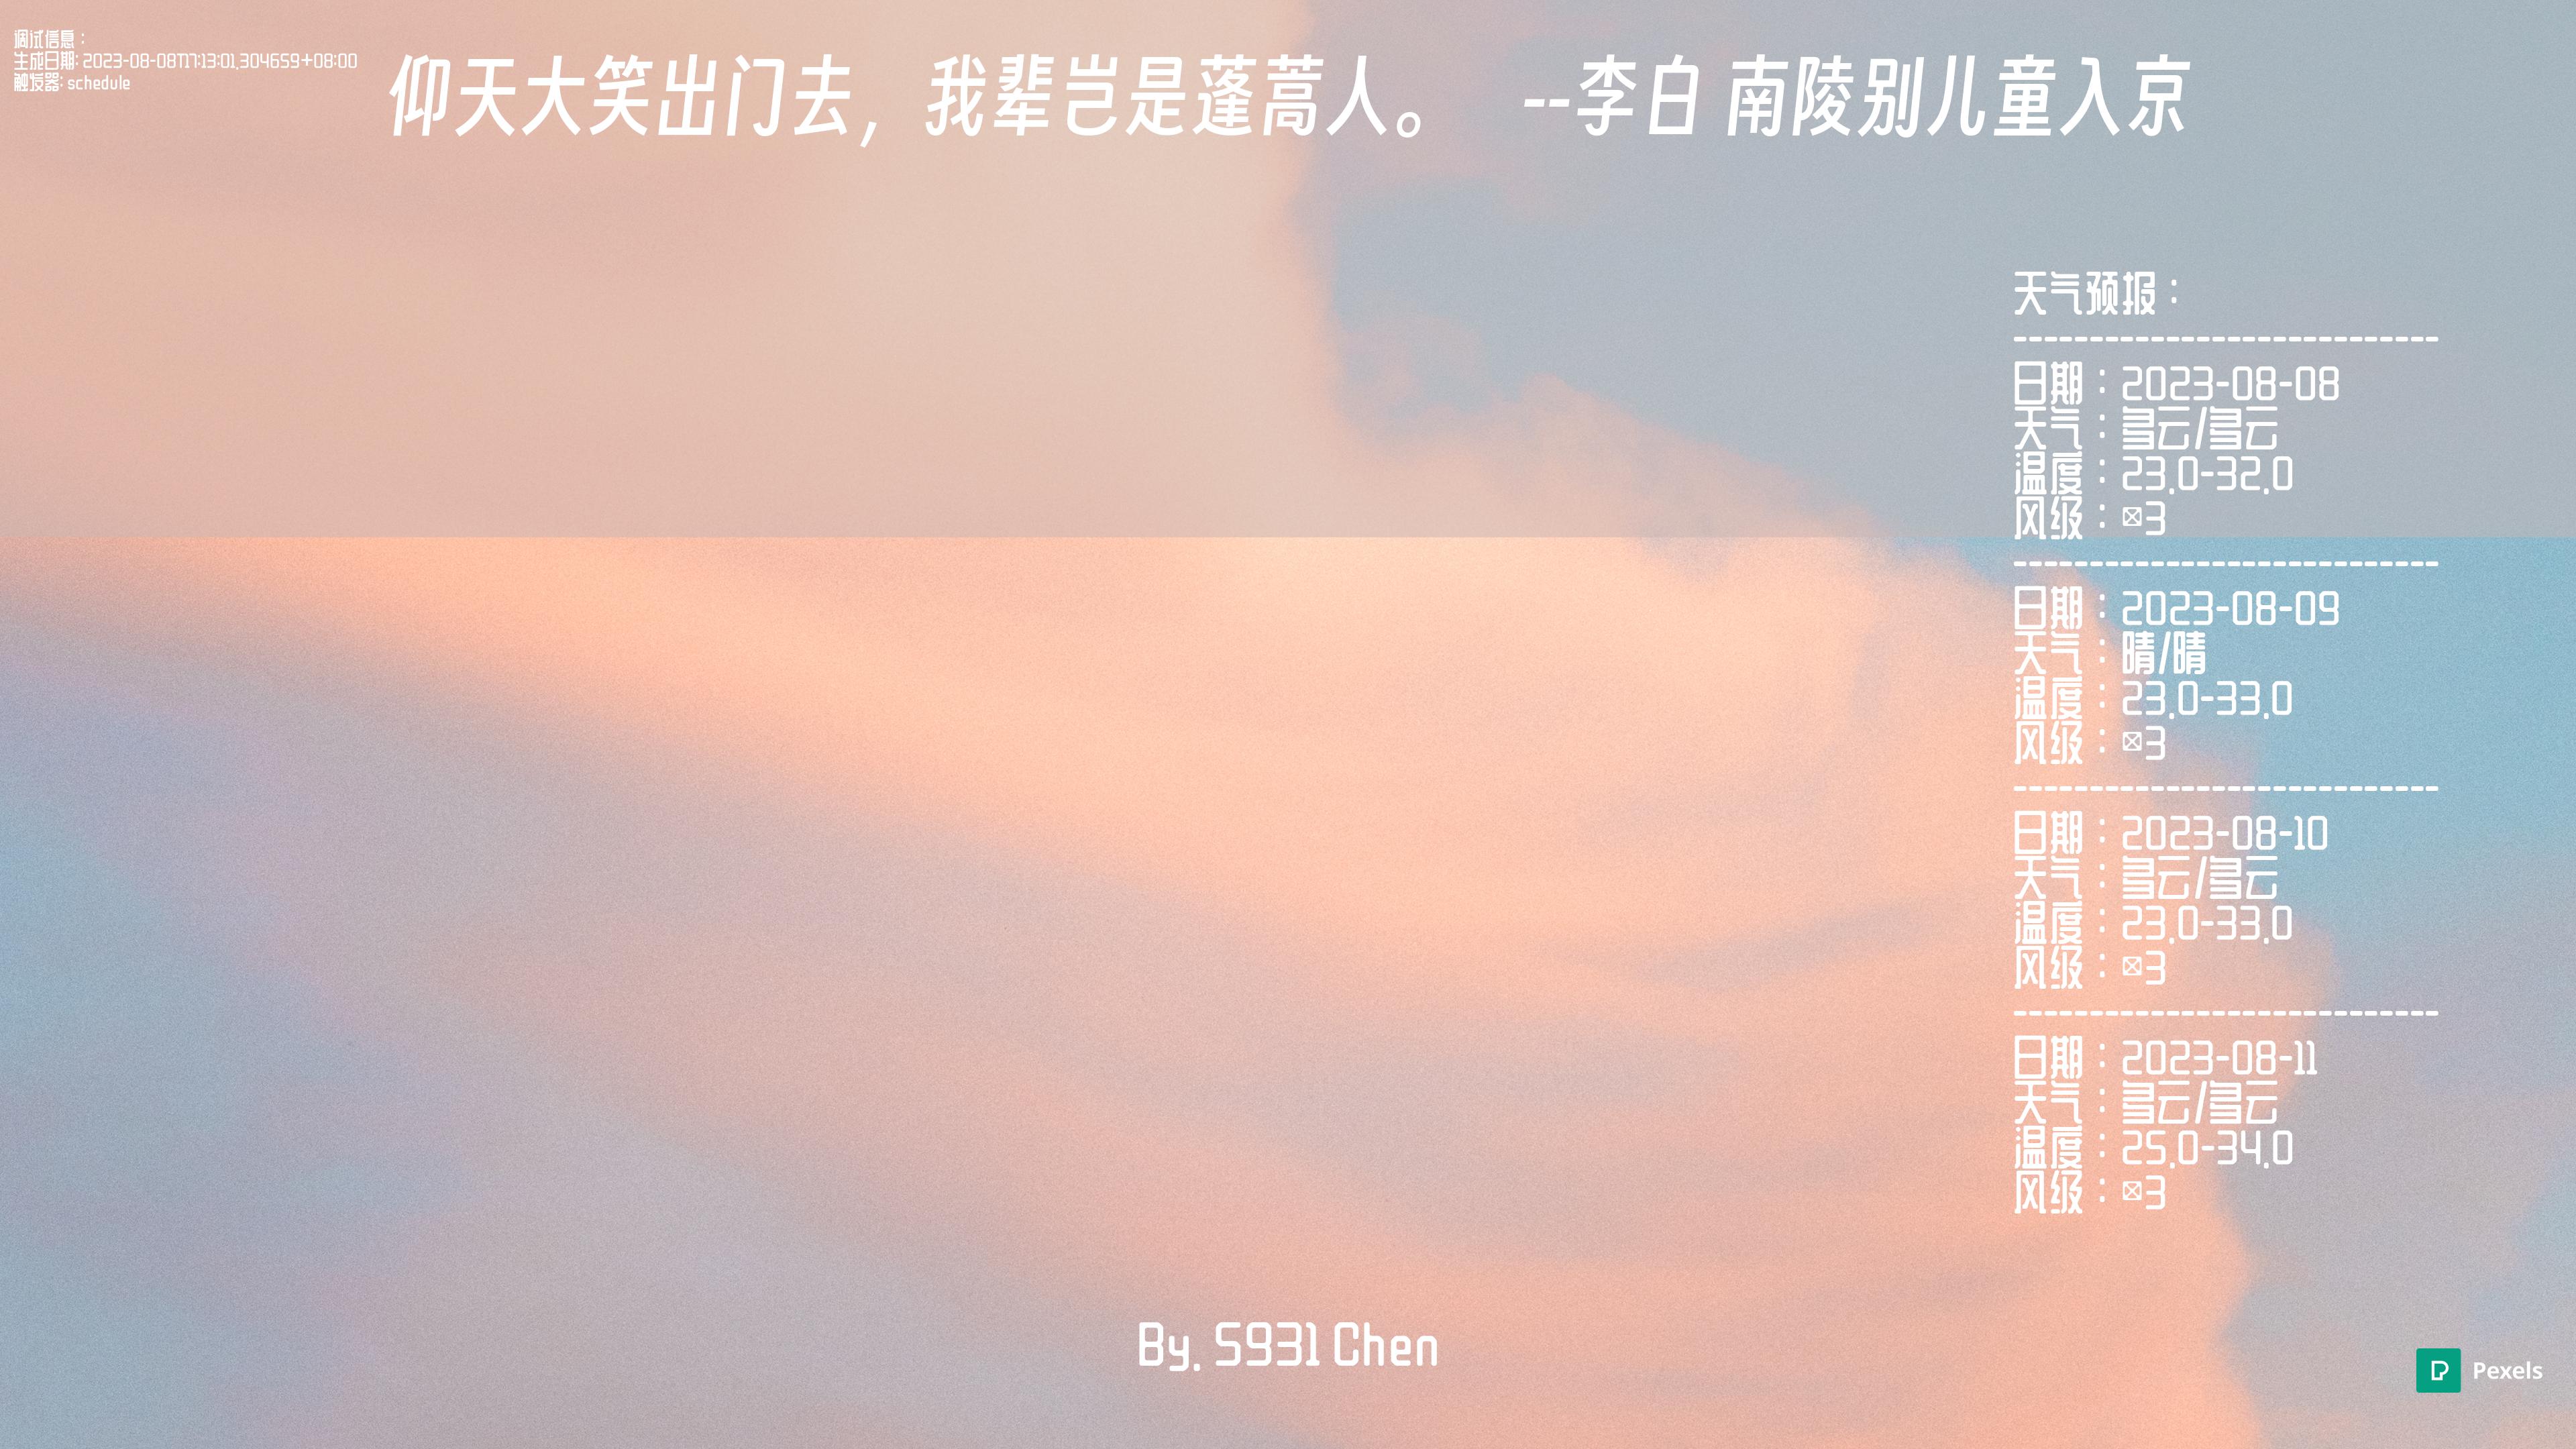 调试信息：
生成日期: 2023-08-08T17:13:01.304659+08:00
触发器: schedule
仰天大笑出门去，我辈岂是蓬蒿人。 --李白 南陵别儿童入京
天气预报：
----------------------------
日期：2023-08-08
天气：多云/多云
温度：23.0-32.0
风级：☒3
----------------------------
日期：2023-08-09
天气：晴/晴
温度：23.0-33.0
风级：☒3
----------------------------
日期：2023-08-10
天气：多云/多云
温度：23.0-33.0
风级：☒3
----------------------------
日期：2023-08-11
天气：多云/多云
温度：25.0-34.0
风级：☒3
By. S931 Chen
Pexels